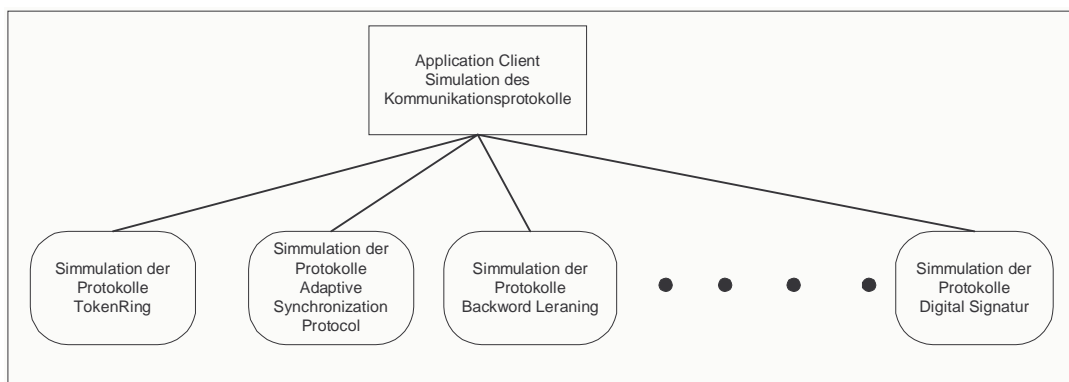 Application Client
Simulation des
Kommunikationsprotokolle
Simmulation der
Protokolle
TokenRing
Simmulation der
Protokolle
Adaptive
Synchronization
Protocol
Simmulation der
Protokolle
Backword Leraning
Simmulation der
Protokolle
Digital Signatur